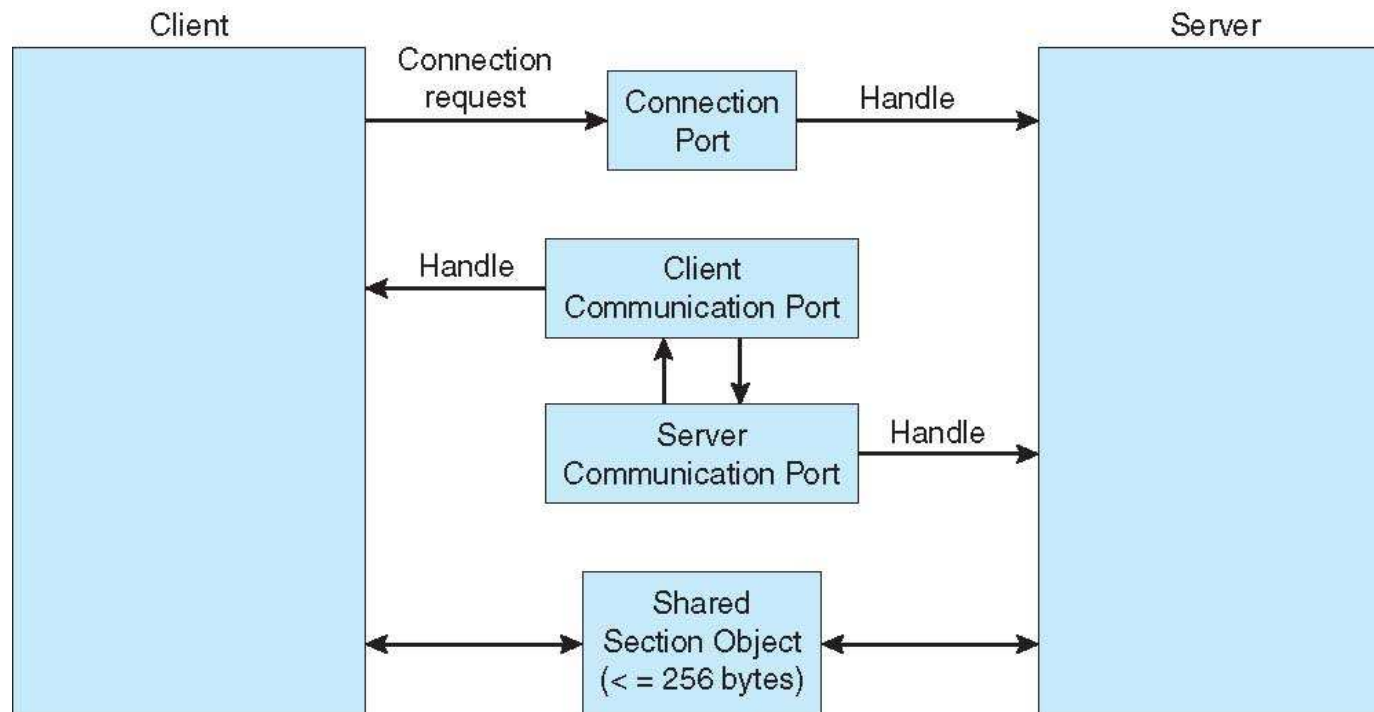 Client
Server
Connection
request
Connection
Port
Handle
Handle
Client
Communication Port
Server
Communication Port
Handle
Shared
Section Object
(< = 256 bytes)